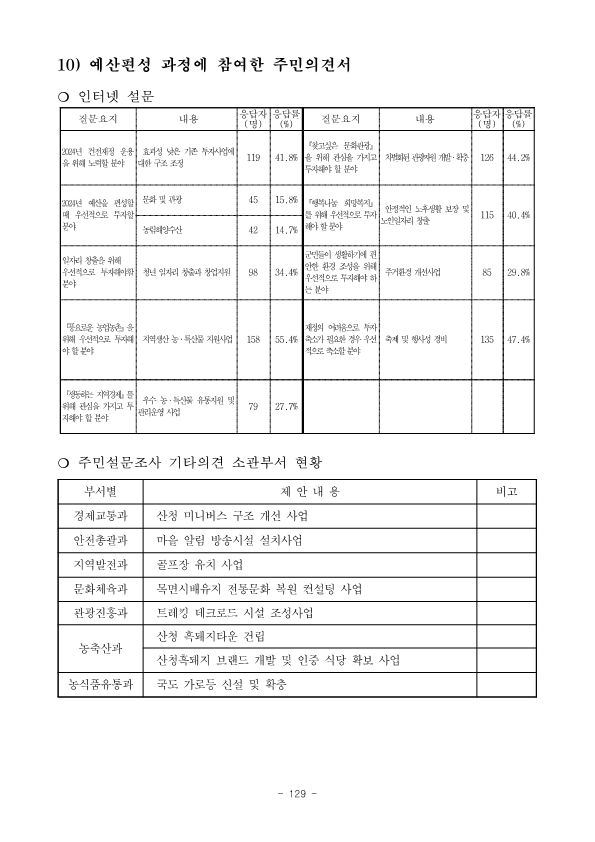 10) 예산편성 과정에 참여한 주민의견서
❍ 인터넷 설문
질문요지 내용 응답자(명) 응답률(%) 질문요지 내용 응답자(명) 응답률(%)
2024년 건전재정 운용
을 위해 노력할 분야
효과성 낮은 기존 투자사업에
대한 구조 조정
119 41.8%
『찾고싶은 문화관광』
을 위해 관심을 가지고
투자해야 할 분야
차별화된 관광자원 개발·확충 126 44.2%
2024년 예산을 편성할
때 우선적으로 투자할
분야
문화 및 관광 45 15.8%
농림해양수산 42 14.7%
『행복나눔 희망복지』
를 위해 우선적으로 투자
해야 할 분야
안정적인 노후생활 보장 및
노인일자리 창출
115 40.4%
일자리 창출을 위해
우선적으로 투자해야할
분야
청년 일자리 창출과 창업지원 98 34.4%
군민들이 생활하기에 편
안한 환경 조성을 위해
우선적으로 투자해야 하
는 분야
주거환경 개선사업 85 29.8%
『풍요로운 농업농촌』을
위해 우선적으로 투자해
야 할 분야
지역생산 농·특산물 지원사업 158 55.4%
재정의 어려움으로 투자
축소가 필요한 경우 우선
적으로 축소할 분야
축제 및 행사성 경비 135 47.4%
『생동하는 지역경제』를
위해 관심을 가지고 투
자해야 할 분야
우수 농·특산물 유통지원 및
관리운영 사업
79 27.7%
❍ 주민설문조사 기타의견 소관부서 현황
부서별 제 안 내 용 비고
경제교통과 산청 미니버스 구조 개선 사업
안전총괄과 마을 알림 방송시설 설치사업
지역발전과 골프장 유치 사업
문화체육과 목면시배유지 전통문화 복원 컨설팅 사업
관광진흥과 트레킹 데크로드 시설 조성사업
농축산과 산청 흑돼지타운 건립
산청흑돼지 브랜드 개발 및 인증 식당 확보 사업
농식품유통과 국도 가로등 신설 및 확충
- 129 -